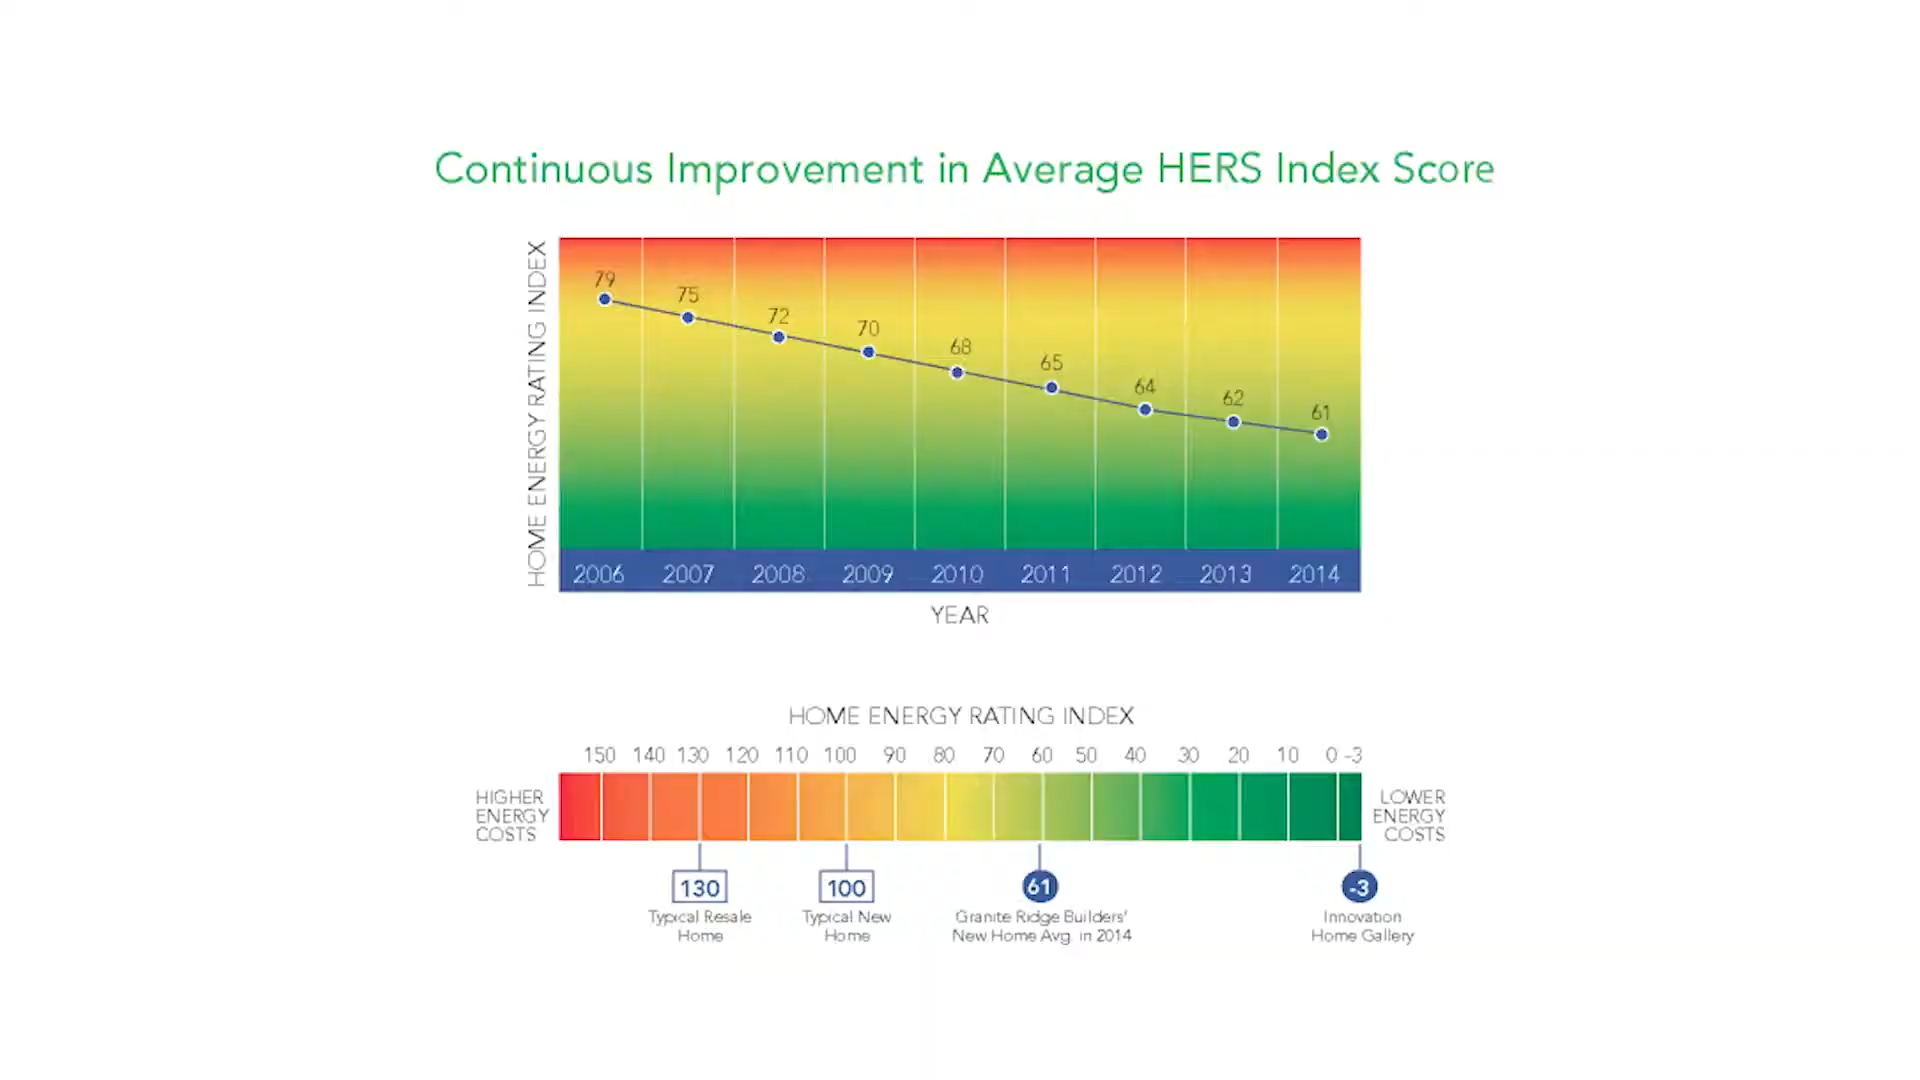 Continuous Improvement in Average HERS Index Score
HOME ENERGY RATING INDEX
79
75
72
70
68
65
64
62
61
2006 2007 2008 2009 2010 2011 2012 2013 2014
YEAR
HOME ENERGY RATING INDEX
150 140 130 120 110 100 90 80 70 60 50 40 30 20 10 0 -3
HIGHER
ENERGY
COSTS
LOWER
ENERGY
COSTS
130
Typical Resale
Home
100
Typical New
Home
61
Granite Ridge Builders'
New Home Avg. in 2014
-3
Innovation
Home Gallery